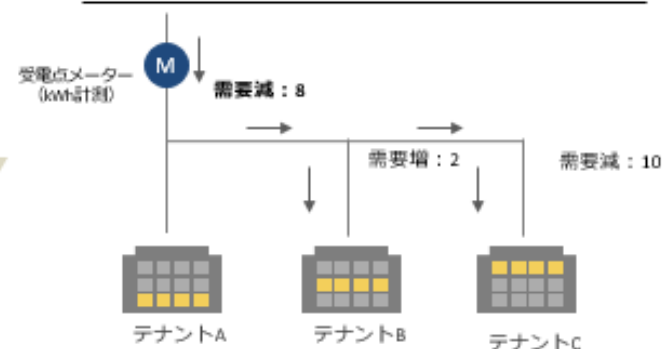 受電点メーター
(kWh計測)
M
需要減：8
需要増：2
需要減：10
テナントA
テナントB
テナントC